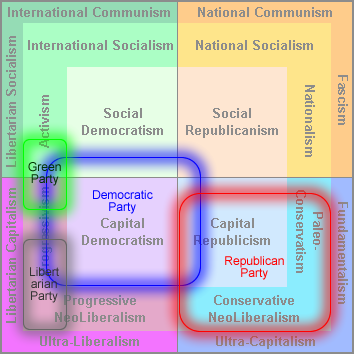 International Communism
National Communism
International Socialism
National Socialism
Libertarian Socialism
Activism
Social
Democratism
Social
Republicanism
Nationalism
Fascism
Green
Party
Democratic
Party
Capital
Democratism
Capital
Republicism
Republican
Party
Paleo-
Conservatism
Fundamentalism
Libertarian Capitalism
Libert
arian
Party
Progressive
NeoLiberalism
Conservative
NeoLiberalism
Ultra-Liberalism
Ultra-Capitalism